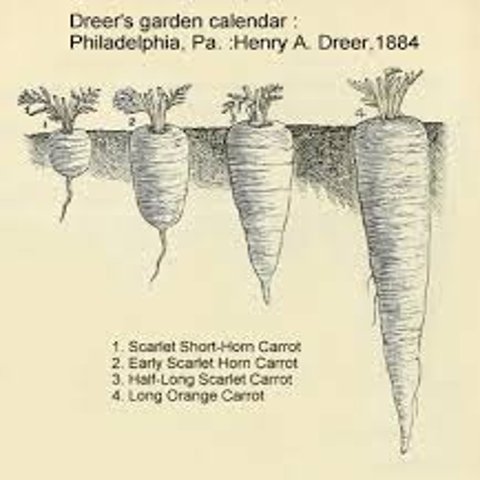 Dreer's garden calendar :
Philadelphia, Pa. :Henry A. Dreer,1884
1
2
4
1. Scarlet Short-Horn Carrot
2. Early Scarlet Horn Carrot
3. Half-Long Scarlet Carrot
4. Long Orange Carrot